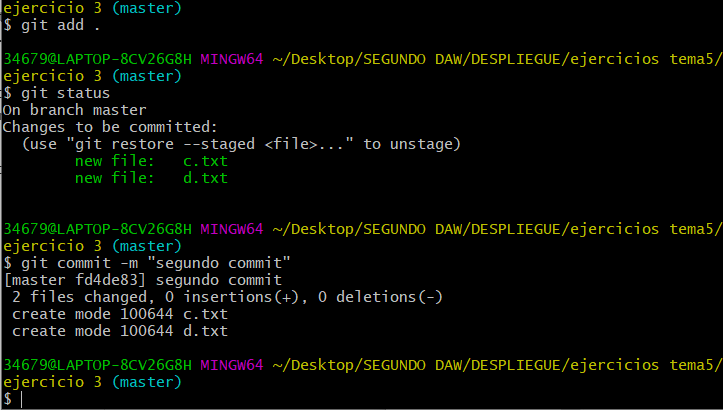 ejercicio 3 (master)
$ git add .
34679@LAPTOP-8CV26G8H MINGW64 ~/Desktop/SEGUNDO DAW/DESPLIEGUE/ejercicios tema5/
ejercicio 3 (master)
$ git status
On branch master
Changes to be committed:
  (use "git restore --staged <file>..." to unstage)
        new file:   c.txt
        new file:   d.txt
34679@LAPTOP-8CV26G8H MINGW64 ~/Desktop/SEGUNDO DAW/DESPLIEGUE/ejercicios tema5/
ejercicio 3 (master)
$ git commit -m "segundo commit"
[master fd4de83] segundo commit
 2 files changed, 0 insertions(+), 0 deletions(-)
 create mode 100644 c.txt
 create mode 100644 d.txt
34679@LAPTOP-8CV26G8H MINGW64 ~/Desktop/SEGUNDO DAW/DESPLIEGUE/ejercicios tema5/
ejercicio 3 (master)
$